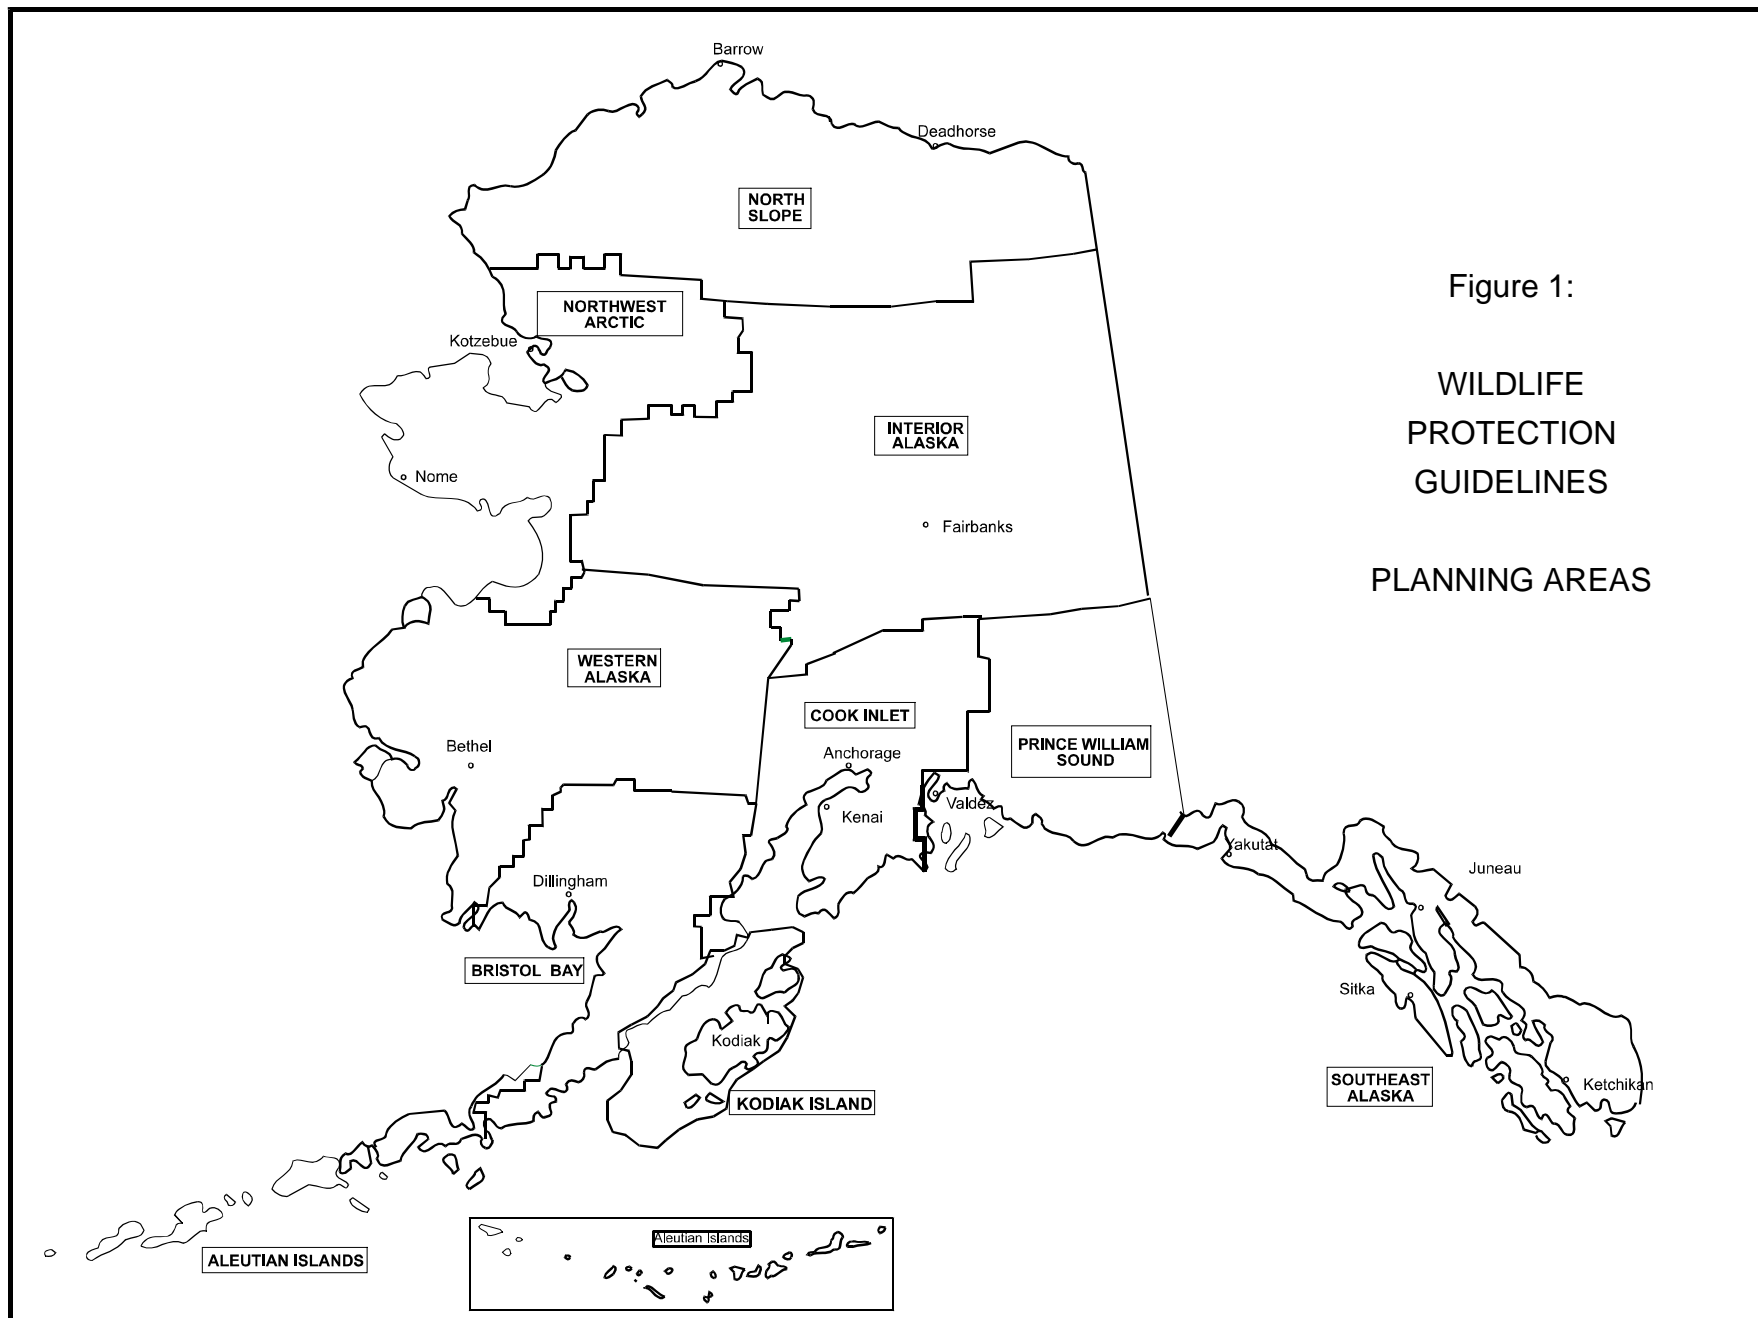 Barrow
Deadhorse
NORTH
SLOPE
Figure 1:
NORTHWEST
ARCTIC
Kotzebue
WILDLIFE
PROTECTION
GUIDELINES
INTERIOR
ALASKA
Nome
Fairbanks
PLANNING AREAS
WESTERN
ALASKA
COOK INLET
PRINCE WILLIAM
SOUND
Bethel
Anchorage
Kenai
Valdez
Yakutat
Juneau
Dillingham
BRISTOL BAY
Sitka
Kodiak
KODIAK ISLAND
SOUTHEAST
ALASKA
Ketchikan
Aleutian Islands
ALEUTIAN ISLANDS